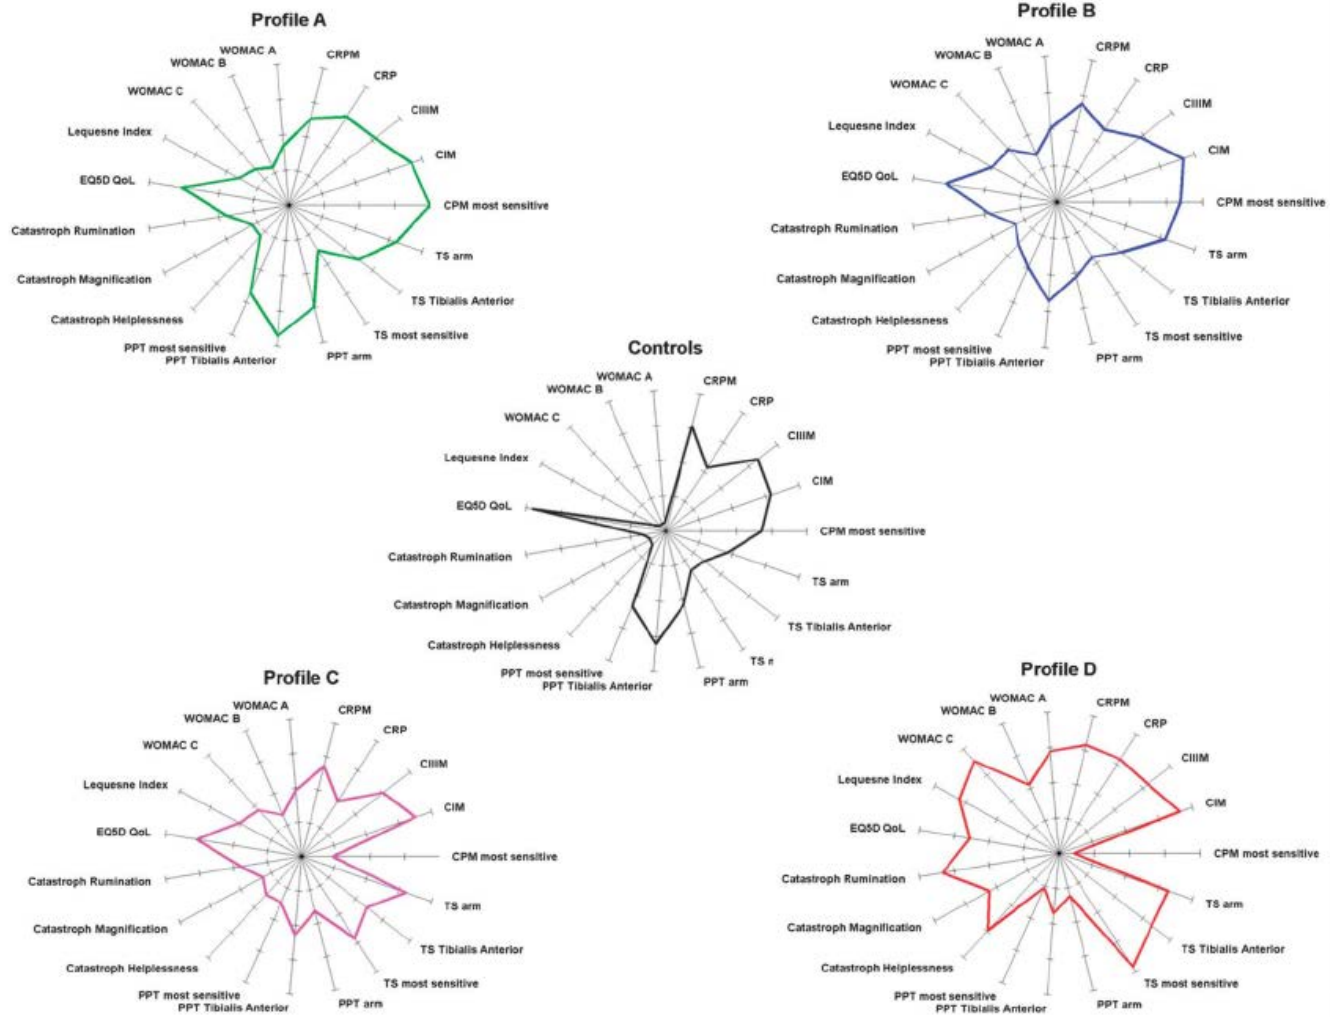 Profile A
WOMAC A
CRPM
WOMAC B
CRP
WOMAC C
CIIIM
Lequesne Index
CIM
EQ5D QoL
CPM most sensitive
Catastroph Rumination
TS arm
Catastroph Magnification
TS Tibialis Anterior
Catastroph Helplessness
TS most sensitive
PPT most sensitive
PPT arm
PPT Tibialis Anterior
Profile B
WOMAC A
CRPM
WOMAC B
CRP
WOMAC C
CIIIM
Lequesne Index
CIM
EQ5D QoL
CPM most sensitive
Catastroph Rumination
TS arm
Catastroph Magnification
TS Tibialis Anterior
Catastroph Helplessness
TS most sensitive
PPT most sensitive
PPT arm
PPT Tibialis Anterior
Controls
WOMAC A
CRPM
WOMAC B
CRP
WOMAC C
CIIIM
Lequesne Index
CIM
EQ5D QoL
CPM most sensitive
Catastroph Rumination
TS arm
Catastroph Magnification
TS Tibialis Anterior
Catastroph Helplessness
TS
PPT most sensitive
PPT arm
PPT Tibialis Anterior
Profile C
WOMAC A
CRPM
WOMAC B
CRP
WOMAC C
CIIIM
Lequesne Index
CIM
EQ5D QoL
CPM most sensitive
Catastroph Rumination
TS arm
Catastroph Magnification
TS Tibialis Anterior
Catastroph Helplessness
TS most sensitive
PPT most sensitive
PPT arm
PPT Tibialis Anterior
Profile D
WOMAC A
CRPM
WOMAC B
CRP
WOMAC C
CIIIM
Lequesne Index
CIM
EQ5D QoL
CPM most sensitive
Catastroph Rumination
TS arm
Catastroph Magnification
TS Tibialis Anterior
Catastroph Helplessness
TS most sensitive
PPT most sensitive
PPT arm
PPT Tibialis Anterior